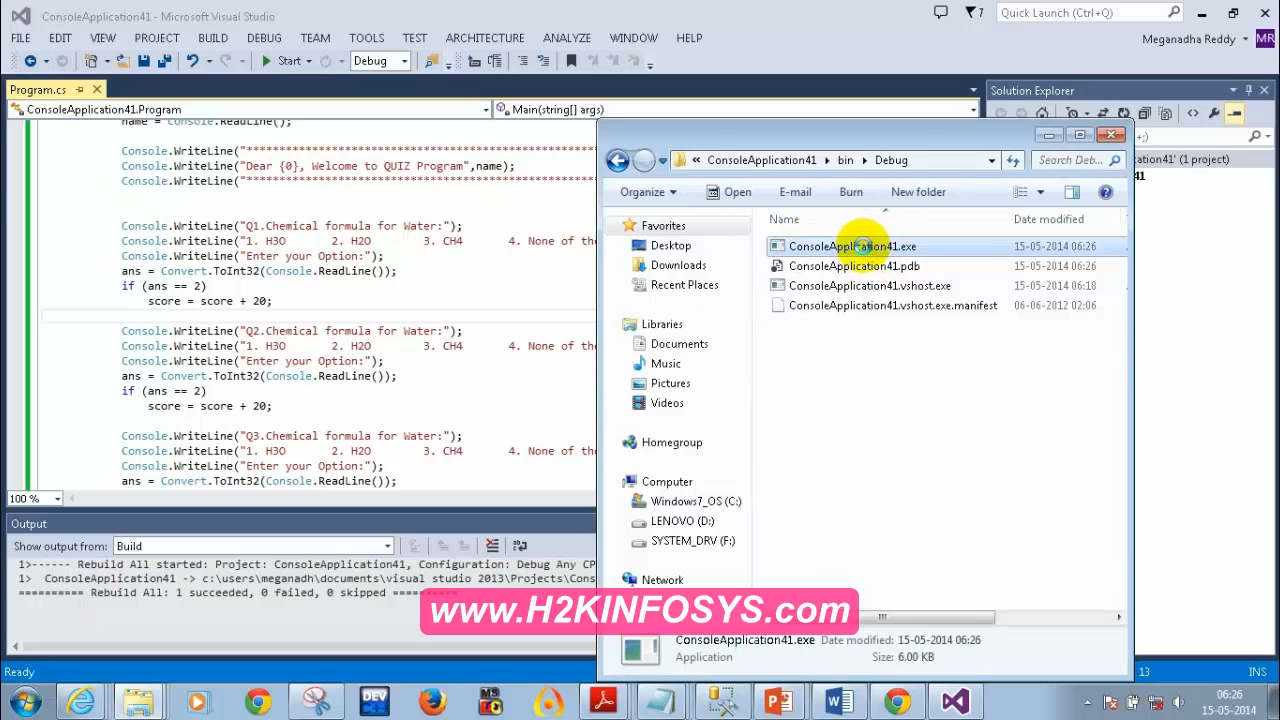 ConsoleApplication41 - Microsoft Visual Studio
7
Quick Launch (Ctrl+Q)
FILE EDIT VIEW PROJECT BUILD DEBUG TEAM TOOLS TEST ARCHITECTURE ANALYZE WINDOW HELP
Meganadha Reddy MR
Start Debug
Program.cs
Solution Explorer
ConsoleApplication41.Program
Main(string[] args)
name = Console.ReadLine();
Console.WriteLine("*****************************************************
Console.WriteLine("Dear {0}, Welcome to QUIZ Program",name);
Console.WriteLine("*****************************************************
Console.WriteLine("Q1.Chemical formula for Water:");
Console.WriteLine("1. H3O 2. H2O 3. CH4 4. None of the
Console.WriteLine("Enter your Option:");
ans = Convert.ToInt32(Console.ReadLine());
if (ans == 2)
score = score + 20;
Console.WriteLine("Q2.Chemical formula for Water:");
Console.WriteLine("1. H3O 2. H2O 3. CH4 4. None of the
Console.WriteLine("Enter your Option:");
ans = Convert.ToInt32(Console.ReadLine());
if (ans == 2)
score = score + 20;
Console.WriteLine("Q3.Chemical formula for Water:");
Console.WriteLine("1. H3O 2. H2O 3. CH4 4. None of the
Console.WriteLine("Enter your Option:");
ans = Convert.ToInt32(Console.ReadLine());
100 %
Output
Show output from: Build
1>------ Rebuild All started: Project: ConsoleApplication41, Configuration: Debug Any CP
1> ConsoleApplication41 -> c:\users\meganadh\documents\visual studio 2013\Projects\Cons
========== Rebuild All: 1 succeeded, 0 failed, 0 skipped ==========
Ready
+;)
cation41' (1 project)
41
« ConsoleApplication41 bin Debug
Search Deb...
Organize Open E-mail Burn New folder
Name Date modified
ConsoleApplication41.exe 15-05-2014 06:26
ConsoleApplication41.pdb 15-05-2014 06:26
ConsoleApplication41.vshost.exe 15-05-2014 06:18
ConsoleApplication41.vshost.exe.manifest 06-06-2012 02:06
Favorites
Desktop
Downloads
Recent Places
Libraries
Documents
Music
Pictures
Videos
Homegroup
Computer
Windows7_OS (C:)
LENOVO (D:)
SYSTEM_DRV (F:)
Network
ConsoleApplication41.exe Date modified: 15-05-2014 06:26
Application Size: 6.00 KB
www.H2KINFOSYS.com
13 INS
DEV
MS
06:26
15-05-2014